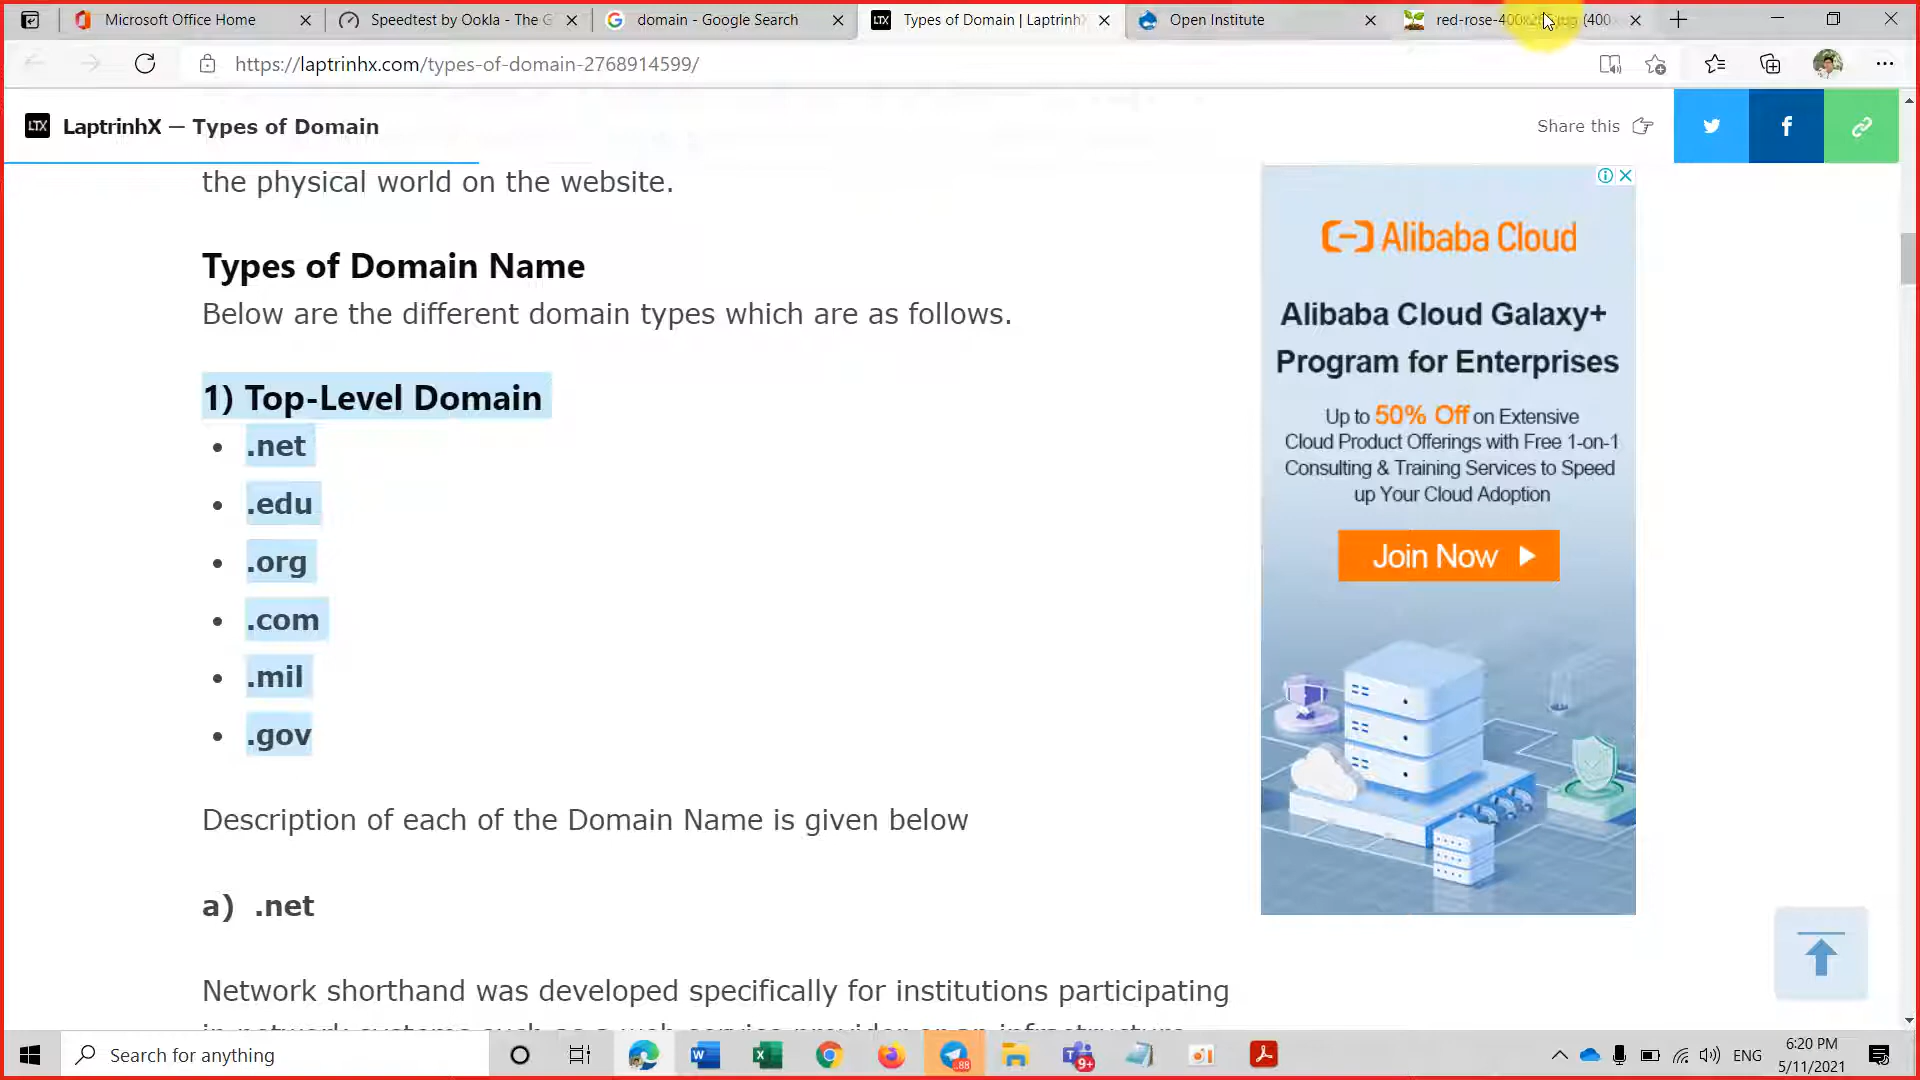 Microsoft Office Home
Speedtest by Ookla - The G
domain - Google Search
LTX
Types of Domain | LaptrinhX
Open Institute
https://laptrinhx.com/types-of-domain-2768914599/
LTX
LaptrinhX — Types of Domain
Share this
the physical world on the website.
Types of Domain Name
Below are the different domain types which are as follows.
1) Top-Level Domain
.net
.edu
.org
.com
.mil
.gov
Description of each of the Domain Name is given below
a) .net
Network shorthand was developed specifically for institutions participating
Alibaba Cloud
Alibaba Cloud Galaxy+
Program for Enterprises
Up to 50% Off on Extensive
Cloud Product Offerings with Free 1-on-1
Consulting & Training Services to Speed
up Your Cloud Adoption
Join Now
Search for anything
88
9+
ENG
6:20 PM
5/11/2021